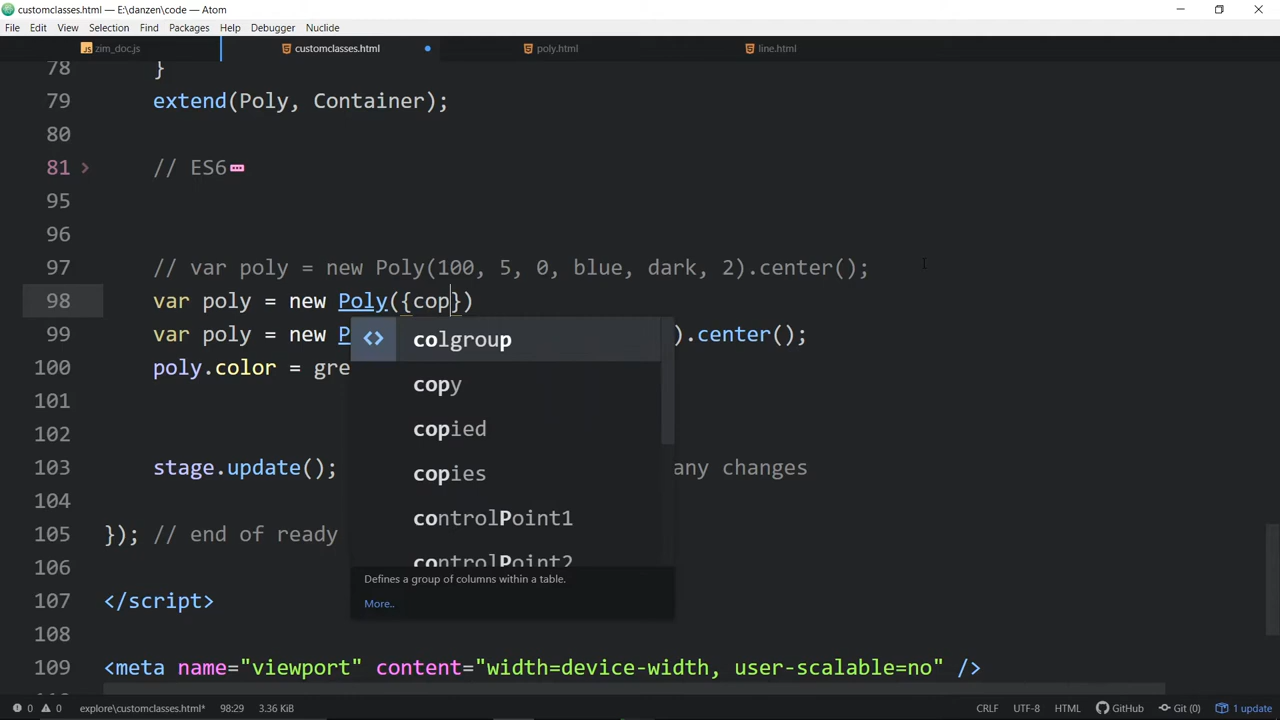 customclasses.html — E:\danzen\code — Atom
File Edit View Selection Find Packages Help Debugger Nuclide
zim_doc.js customclasses.html poly.html line.html
78 }
79 extend(Poly, Container);
80
81 // ES6
95
96
97 // var poly = new Poly(100, 5, 0, blue, dark, 2).center();
98 var poly = new Poly({cop})
99 var poly = new P ).center();
100 poly.color = gre
101
102
103 stage.update(); any changes
104
105 }); // end of ready
106
107 </script>
108
109 <meta name="viewport" content="width=device-width, user-scalable=no" />
<> colgroup
copy
copied
copies
controlPoint1
controlPoint2
Defines a group of columns within a table.
More..
0 0 explore\customclasses.html* 98:29 3.36 KiB CRLF UTF-8 HTML GitHub Git (0) 1 update